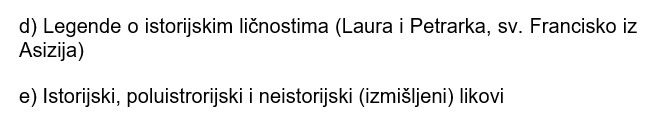 d) Legende o istorijskim ličnostima (Laura i Petrarka, sv. Francisko iz
Asizija)
e) Istorijski, poluistrorijski i neistorijski (izmišljeni) likovi